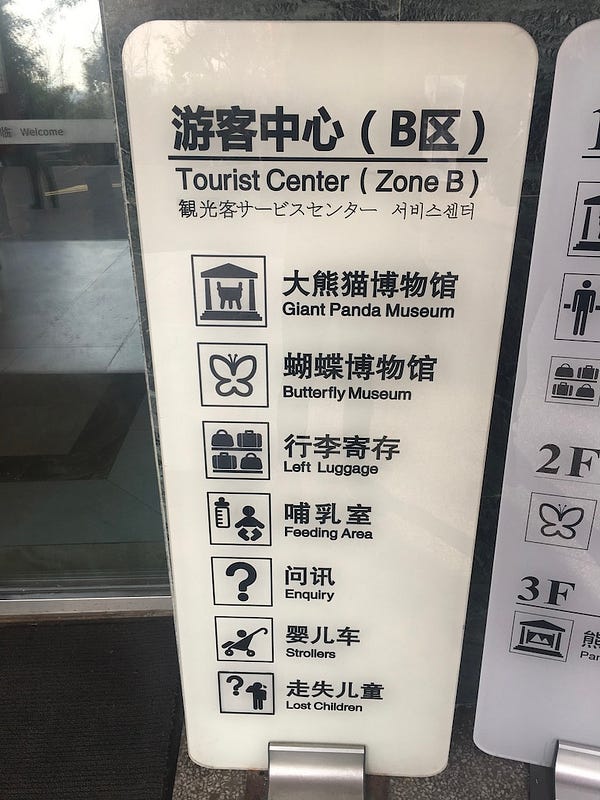 临 Welcome
游客中心（B区）
Tourist Center (Zone B)
観光客サービスセンター 서비스센터
大熊猫博物馆
Giant Panda Museum
蝴蝶博物馆
Butterfly Museum
行李寄存
Left Luggage
哺乳室
Feeding Area
?
问讯
Enquiry
婴儿车
Strollers
?
走失儿童
Lost Children
2F
3F
熊
Pan